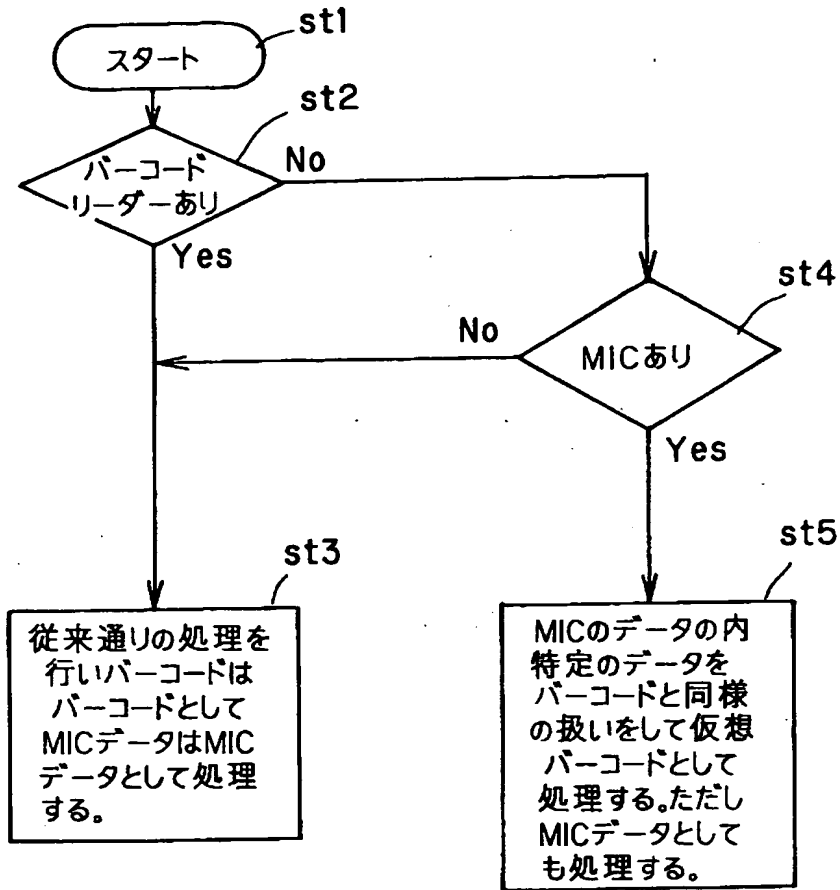 st1
スタート
st2
バーコード
リーダーあり
No
Yes
st4
No
MICあり
Yes
st3
従来通りの処理を
行いバーコードは
バーコードとして
MICデータはMIC
データとして処理
する。
st5
MICのデータの内
特定のデータを
バーコードと同様
の扱いをして仮想
バーコードとして
処理する。ただし
MICデータとして
も処理する。